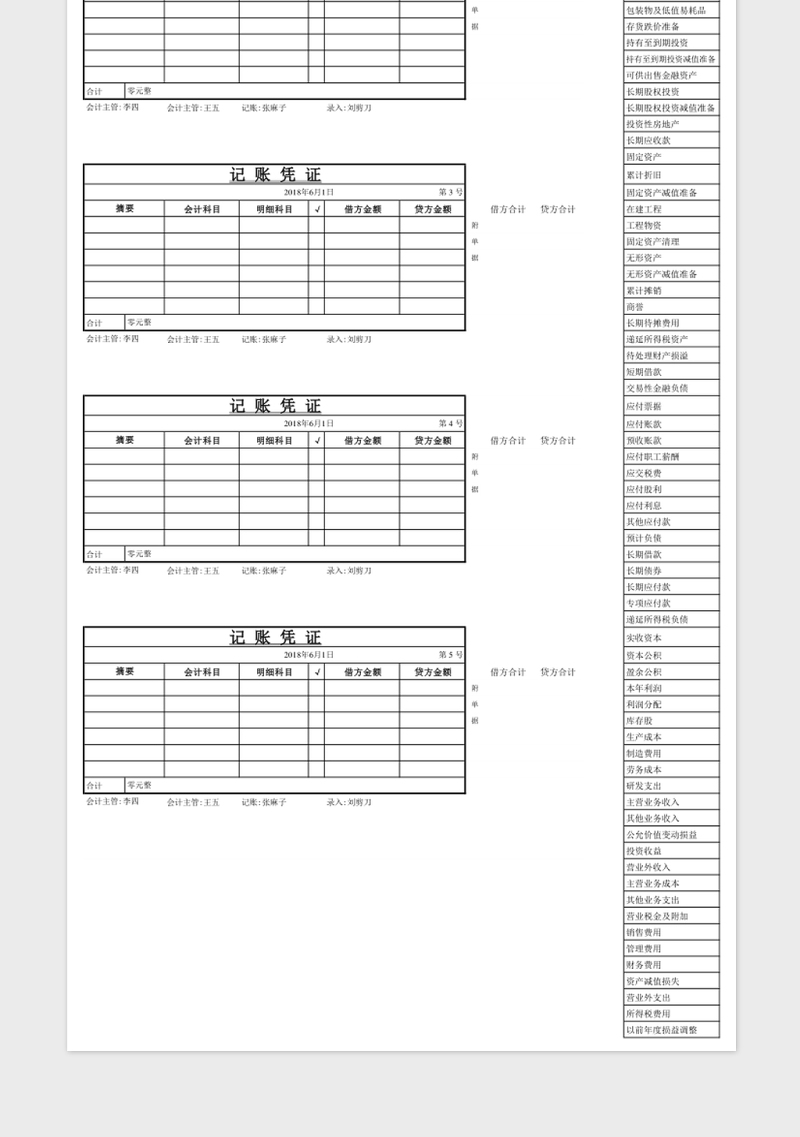 单
据
合计 零元整
会计主管:李四 会计主管:王五 记账:张麻子 录入:刘剪刀
记 账 凭 证
2018年6月1日 第 3 号
摘要 会计科目 明细科目 √ 借方金额 贷方金额 借方合计 贷方合计
附
单
据
合计 零元整
会计主管:李四 会计主管:王五 记账:张麻子 录入:刘剪刀
记 账 凭 证
2018年6月1日 第 4 号
摘要 会计科目 明细科目 √ 借方金额 贷方金额 借方合计 贷方合计
附
单
据
合计 零元整
会计主管:李四 会计主管:王五 记账:张麻子 录入:刘剪刀
记 账 凭 证
2018年6月1日 第 5 号
摘要 会计科目 明细科目 √ 借方金额 贷方金额 借方合计 贷方合计
附
单
据
合计 零元整
会计主管:李四 会计主管:王五 记账:张麻子 录入:刘剪刀
包装物及低值易耗品
存货跌价准备
持有至到期投资
持有至到期投资减值准备
可供出售金融资产
长期股权投资
长期股权投资减值准备
投资性房地产
长期应收款
固定资产
累计折旧
固定资产减值准备
在建工程
工程物资
固定资产清理
无形资产
无形资产减值准备
累计摊销
商誉
长期待摊费用
递延所得税资产
待处理财产损溢
短期借款
交易性金融负债
应付票据
应付账款
预收账款
应付职工薪酬
应交税费
应付股利
应付利息
其他应付款
预计负债
长期借款
长期债券
长期应付款
专项应付款
递延所得税负债
实收资本
资本公积
盈余公积
本年利润
利润分配
库存股
生产成本
制造费用
劳务成本
研发支出
主营业务收入
其他业务收入
公允价值变动损益
投资收益
营业外收入
主营业务成本
其他业务支出
营业税金及附加
销售费用
管理费用
财务费用
资产减值损失
营业外支出
所得税费用
以前年度损益调整